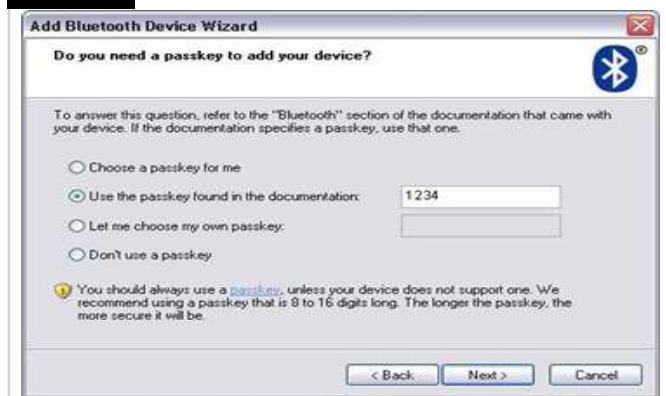 Add Bluetooth Device Wizard
Do you need a passkey to add your device?
®
To answer this question, refer to the "Bluetooth" section of the documentation that came with
your device. If the documentation specifies a passkey, use that one.
Choose a passkey for me
Use the passkey found in the documentation: 1234
Let me choose my own passkey:
Don't use a passkey
You should always use a passkey, unless your device does not support one. We
recommend using a passkey that is 8 to 16 digits long. The longer the passkey, the
more secure it will be.
< Back Next > Cancel